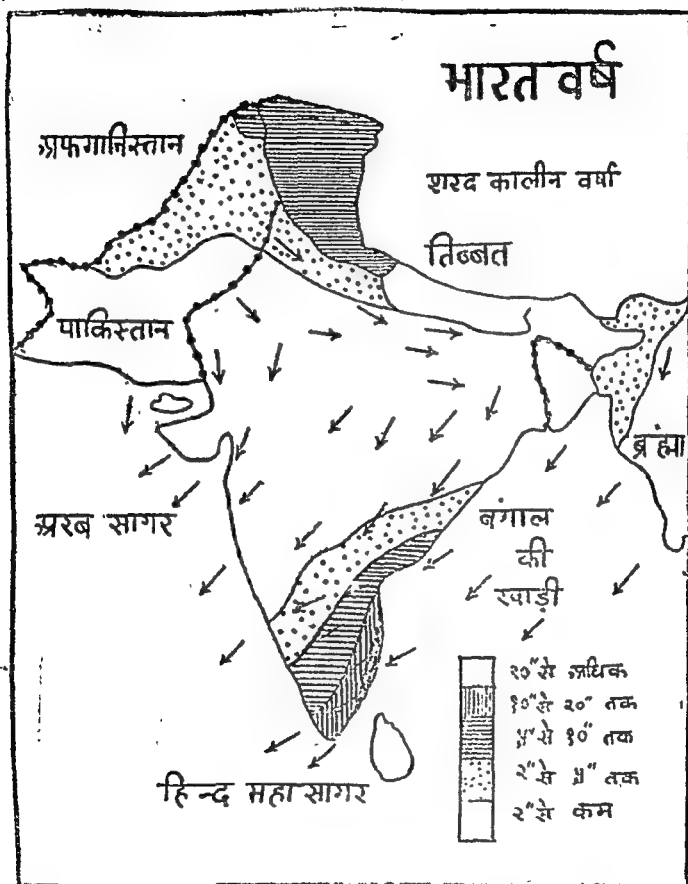 भारत वर्ष
अफगानिस्तान
शरद कालीन वर्षा
तिब्बत
पाकिस्तान
ब्रह्मा
अरब सागर
बंगाल
की
खाड़ी
२०" से अधिक
१०" से २०" तक
५" से १०" तक
२" से ५" तक
२" से कम
हिन्द महासागर